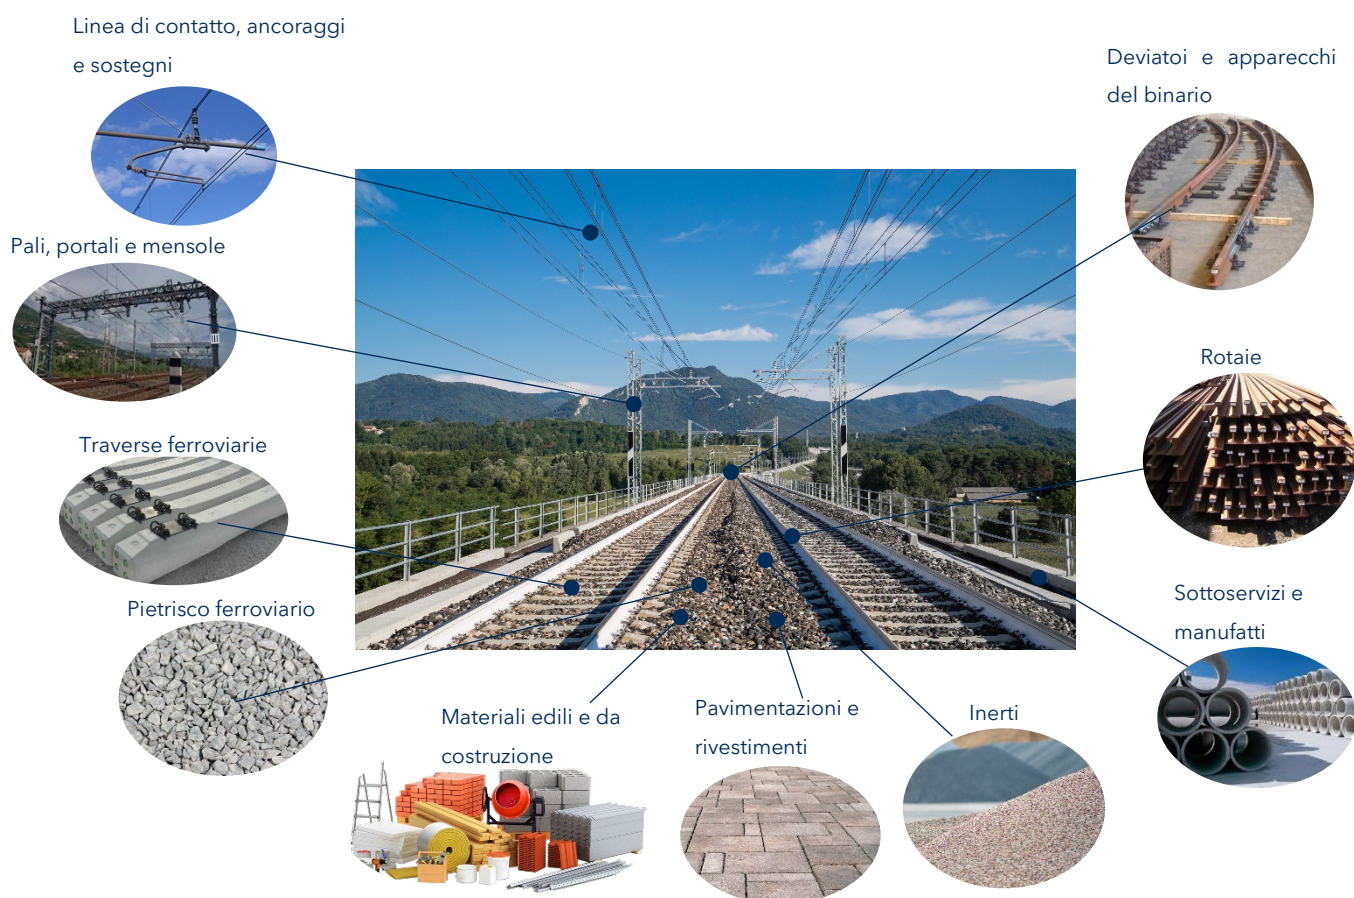 Linea di contatto, ancoraggi
e sostegni
Deviatoi e apparecchi
del binario
Pali, portali e mensole
Rotaie
Traverse ferroviarie
Pietrisco ferroviario
Sottoservizi e
manufatti
Materiali edili e da
costruzione
Pavimentazioni e
rivestimenti
Inerti